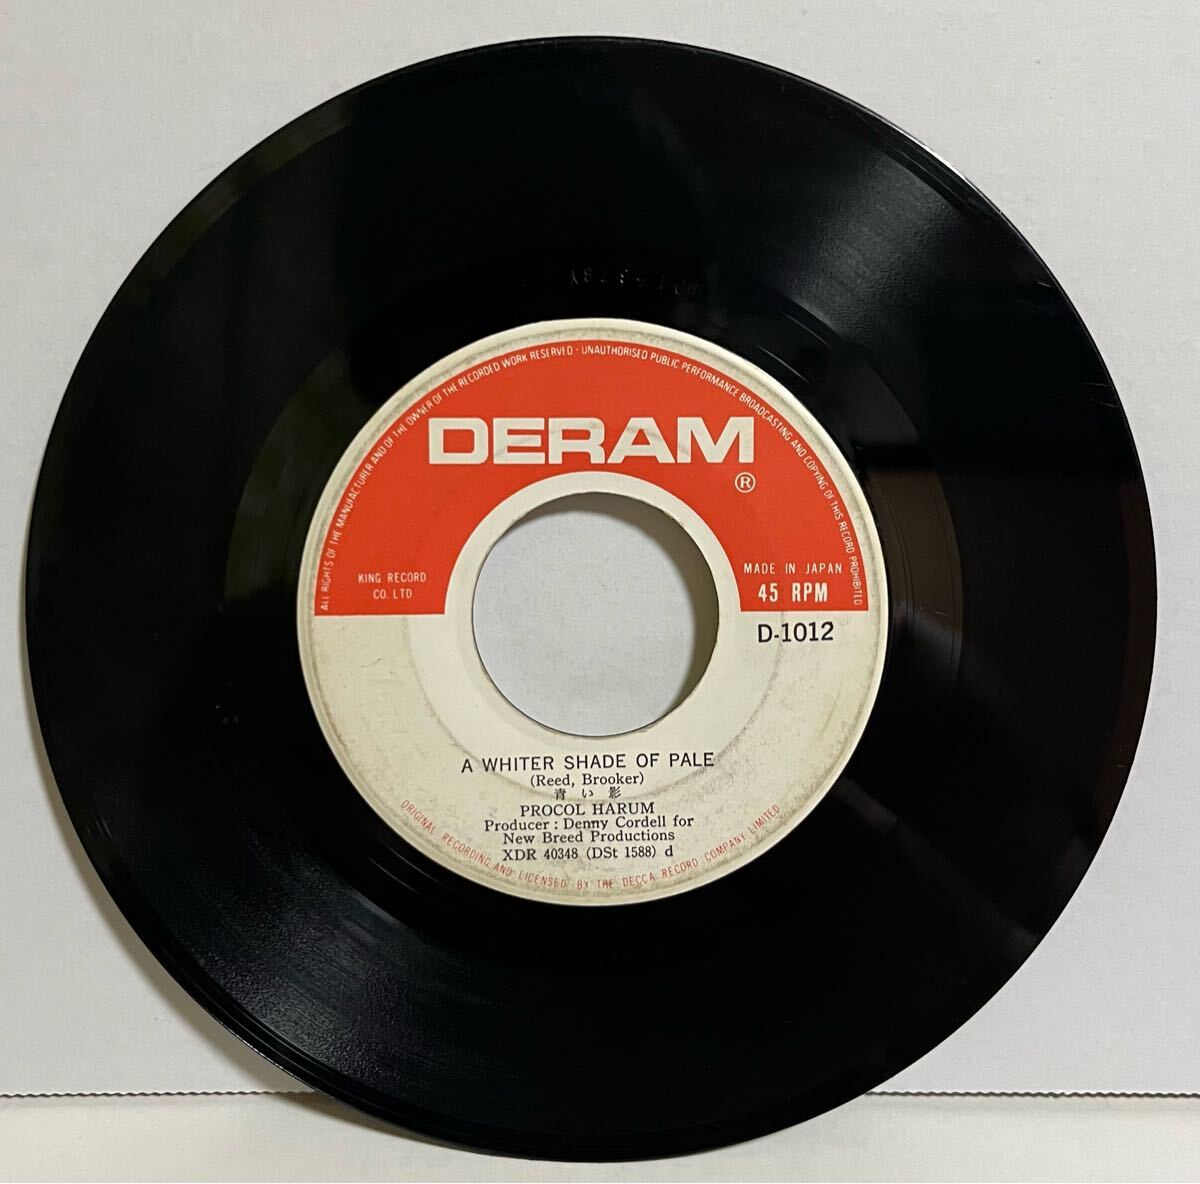 ALL RIGHTS OF THE MANUFACTURER AND OF THE OWNER OF THE RECORDED WORK RESERVED · UNAUTHORISED PUBLIC PERFORMANCE BROADCASTING AND COPYING OF THIS RECORD PROHIBITED
DERAM
®
KING RECORD
CO. LTD
MADE IN JAPAN
45 RPM
D-1012
A WHITER SHADE OF PALE
(Reed, Brooker)
青い影
PROCOL HARUM
Producer : Denny Cordell for
New Breed Productions
XDR 40348 (DSt 1588) d
ORIGINAL RECORDING AND LICENSED BY THE DECCA RECORD COMPANY LIMITED